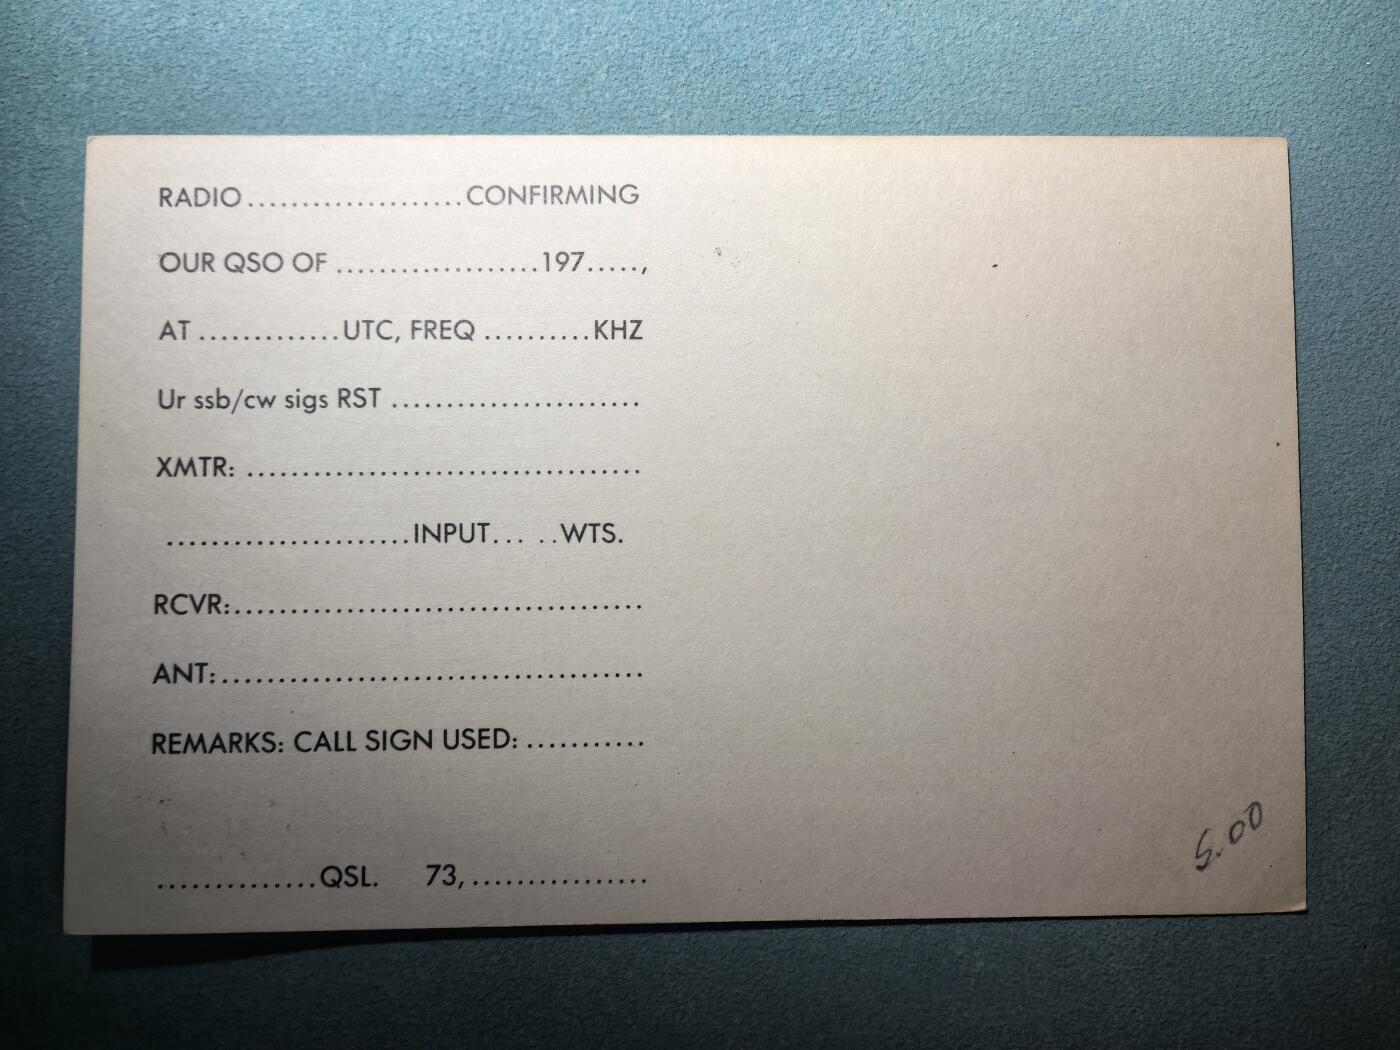 RADIO....................CONFIRMING
OUR QSO OF ...................197.....,
AT .............UTC, FREQ ..........KHZ
Ur ssb/cw sigs RST .......................
XMTR: ....................................
......................INPUT... ..WTS.
RCVR:.....................................
ANT:......................................
REMARKS: CALL SIGN USED: ...........
...............QSL. 73,................
5.00